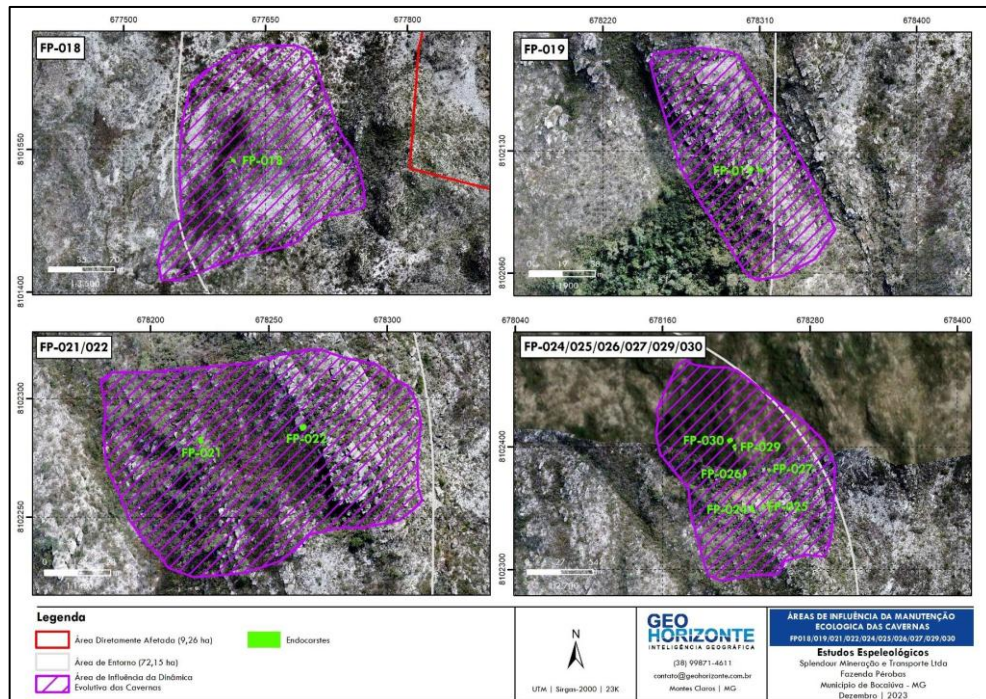 677500 677650 677800
678220 678310 678400
FP-018
8101550
8101400
FP-018
FP-019
8102130
8102060
FP-019
678200 678250 678300
678040 678160 678280 678400
FP-021/022
8102300
8102250
FP-021
FP-022
FP-024/025/026/027/029/030
8102400
8102300
FP-030
FP-029
FP-026
FP-027
FP-024
FP-025
Legenda
Área Diretamente Afetada (9,26 ha)
Endocarstes
Área de Entorno (72,15 ha)
Área de Influência da Dinâmica
Evolutiva das Cavernas
N
UTM | Sirgas-2000 | 23K
GEO
HORIZONTE
INTELIGÊNCIA GEOGRÁFICA
(38) 99871-4611
contato@geohorizonte.com.br
Montes Claros | MG
ÁREAS DE INFLUÊNCIA DA MANUTENÇÃO
ECOLOGICA DAS CAVERNAS
FP018/019/021/022/024/025/026/027/029/030
Estudos Espeleológicos
Splendour Mineração e Transporte Ltda
Fazenda Pérobas
Município de Bocaiúva - MG
Dezembro | 2023